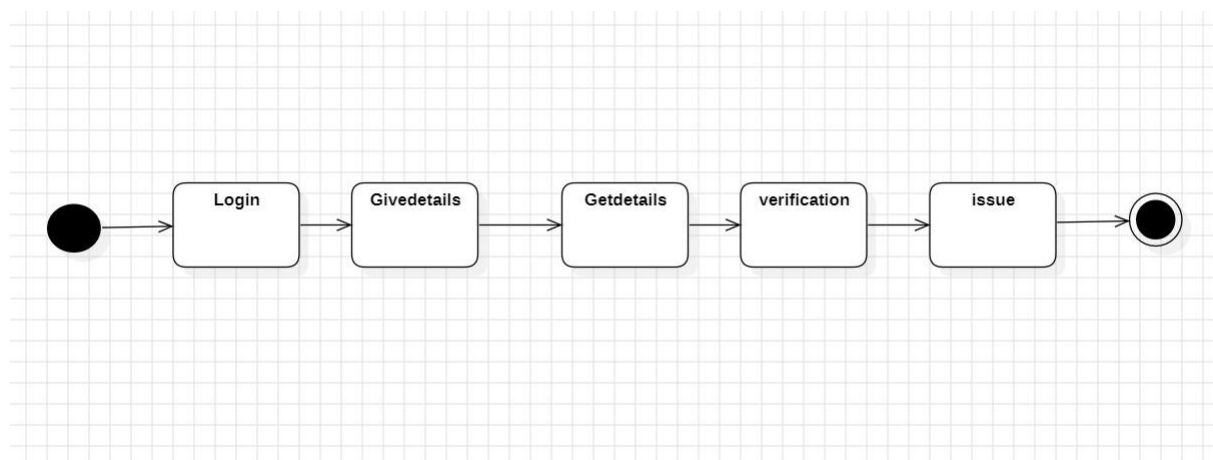 Login
Givedetails
Getdetails
verification
issue